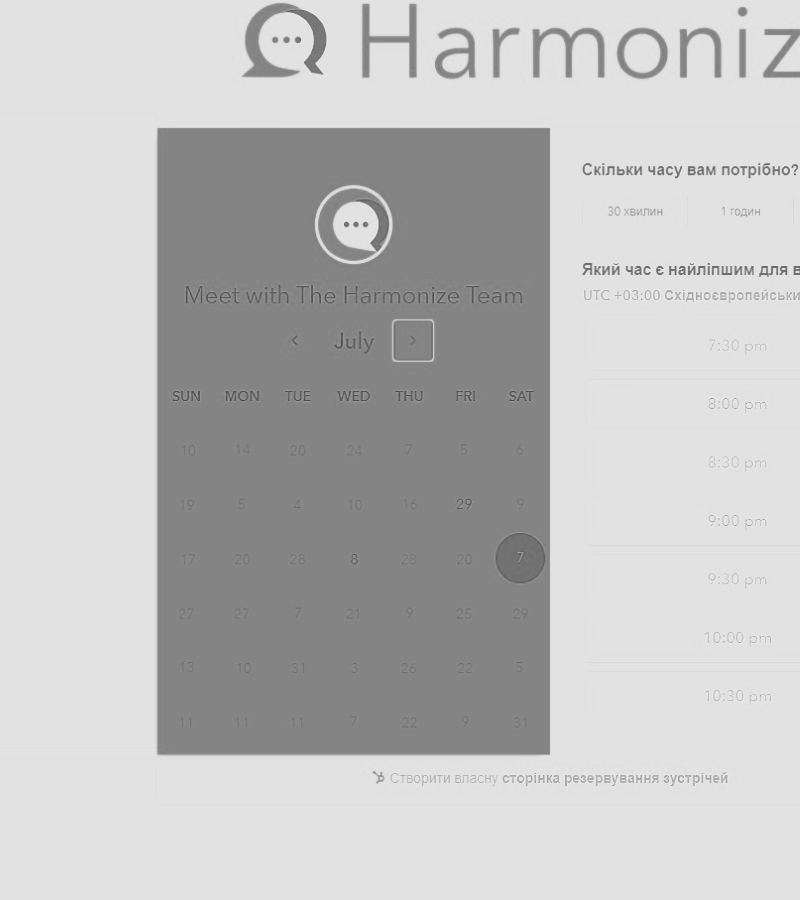 Harmoniz
Meet with The Harmonize Team
July
SUN MON TUE WED THU FRI SAT
10 14 20 24 7 5 6
19 5 4 10 16 29 9
17 20 28 8 28 20 7
27 27 7 21 9 25 29
13 10 31 3 26 22 5
11 11 11 7 22 9 31
Скільки часу вам потрібно?
30 хвилин 1 годин
Який час є найліпшим для в
UTC +03:00 Східноєвропейськи
7:30 pm
8:00 pm
8:30 pm
9:00 pm
9:30 pm
10:00 pm
10:30 pm
Створити власну сторінка резервування зустрічей